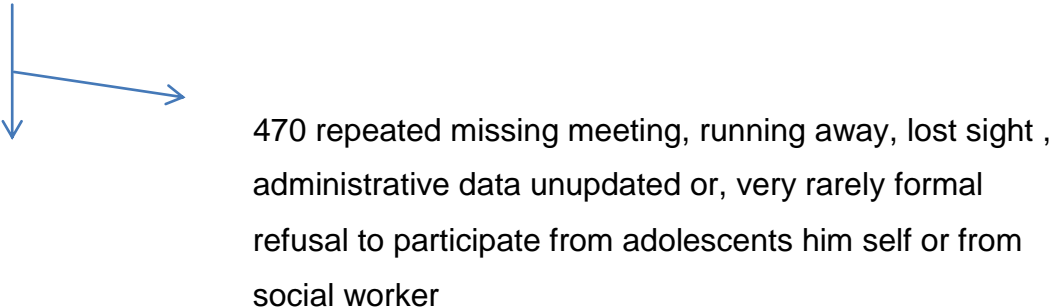 470 repeated missing meeting, running away, lost sight ,
administrative data unupdated or, very rarely formal
refusal to participate from adolescents him self or from
social worker